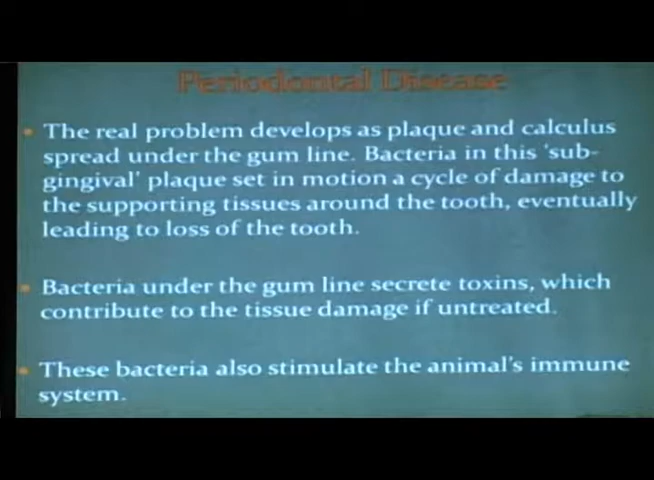 Periodontal Disease
• The real problem develops as plaque and calculus
spread under the gum line. Bacteria in this ‘sub-
gingival’ plaque set in motion a cycle of damage to
the supporting tissues around the tooth, eventually
leading to loss of the tooth.
• Bacteria under the gum line secrete toxins, which
contribute to the tissue damage if untreated.
• These bacteria also stimulate the animal’s immune
system.